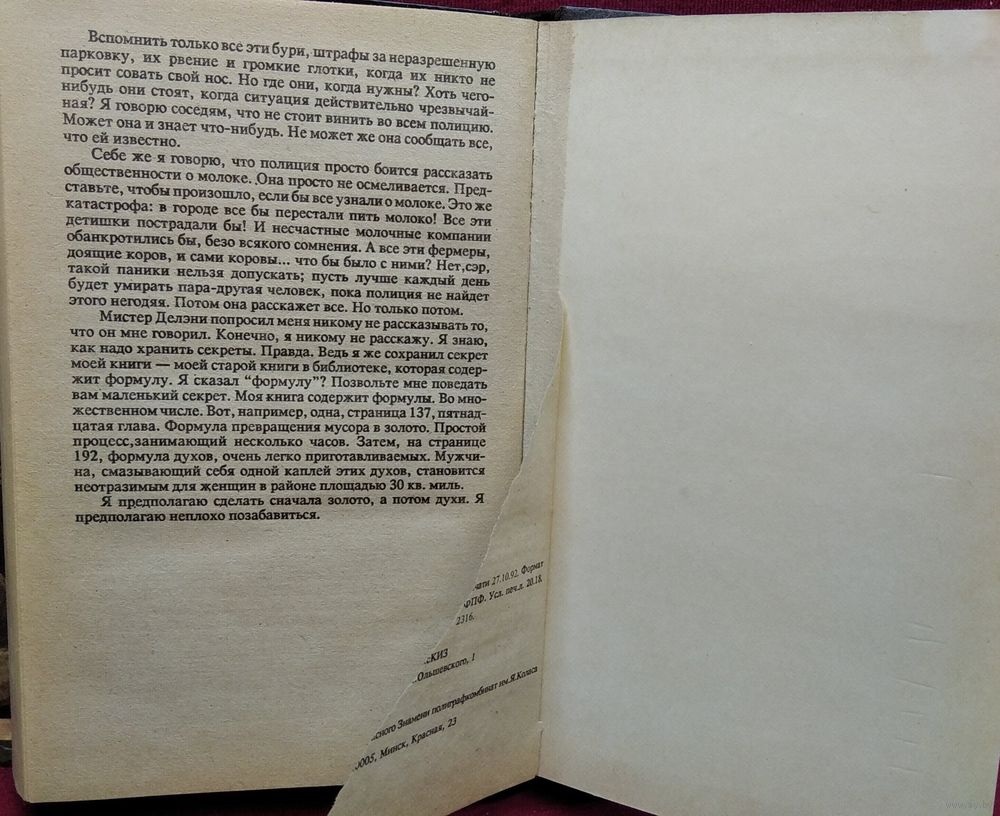 Вспомнить только все эти бури, штрафы за неразрешенную
парковку, их рвение и громкие глотки, когда их никто не
просит совать свой нос. Но где они, когда нужны? Хоть чего-
нибудь они стоят, когда ситуация действительно чрезвычай-
ная? Я говорю соседям, что не стоит винить во всем полицию.
Может она и знает что-нибудь. Не может же она сообщать все,
что ей известно.
Себе же я говорю, что полиция просто боится рассказать
общественности о молоке. Она просто не осмеливается. Пред-
ставьте, чтобы произошло, если бы все узнали о молоке. Это же
катастрофа: в городе все бы перестали пить молоко! Все эти
детишки пострадали бы! И несчастные молочные компании
обанкротились бы, безо всякого сомнения. А все эти фермеры,
доящие коров, и сами коровы... что бы было с ними? Нет,сэр,
такой паники нельзя допускать; пусть лучше каждый день
будет умирать пара-другая человек, пока полиция не найдет
этого негодяя. Потом она расскажет все. Но только потом.
Мистер Делэни попросил меня никому не рассказывать то,
что он мне говорил. Конечно, я никому не расскажу. Я знаю,
как надо хранить секреты. Правда. Ведь я же сохранил секрет
моей книги — моей старой книги в библиотеке, которая содер-
жит формулу. Я сказал "формулу"? Позвольте мне поведать
вам маленький секрет. Моя книга содержит формулы. Во мно-
жественном числе. Вот, например, одна, страница 137, пятнад-
цатая глава. Формула превращения мусора в золото. Простой
процесс,занимающий несколько часов. Затем, на странице
192, формула духов, очень легко приготавливаемых. Мужчи-
на, смазывающий себя одной каплей этих духов, становится
неотразимым для женщин в районе площадью 30 кв. миль.
Я предполагаю сделать сначала золото, а потом духи. Я
предполагаю неплохо позабавиться.
чати 27.10.92. Формат
ФПФ. Усл. печ.л. 20.18.
2316.
сКИЗ
Ольшевского, 1
сного Знамени полиграфкомбинат им.Я.Коласа
0005, Минск, Красная, 23